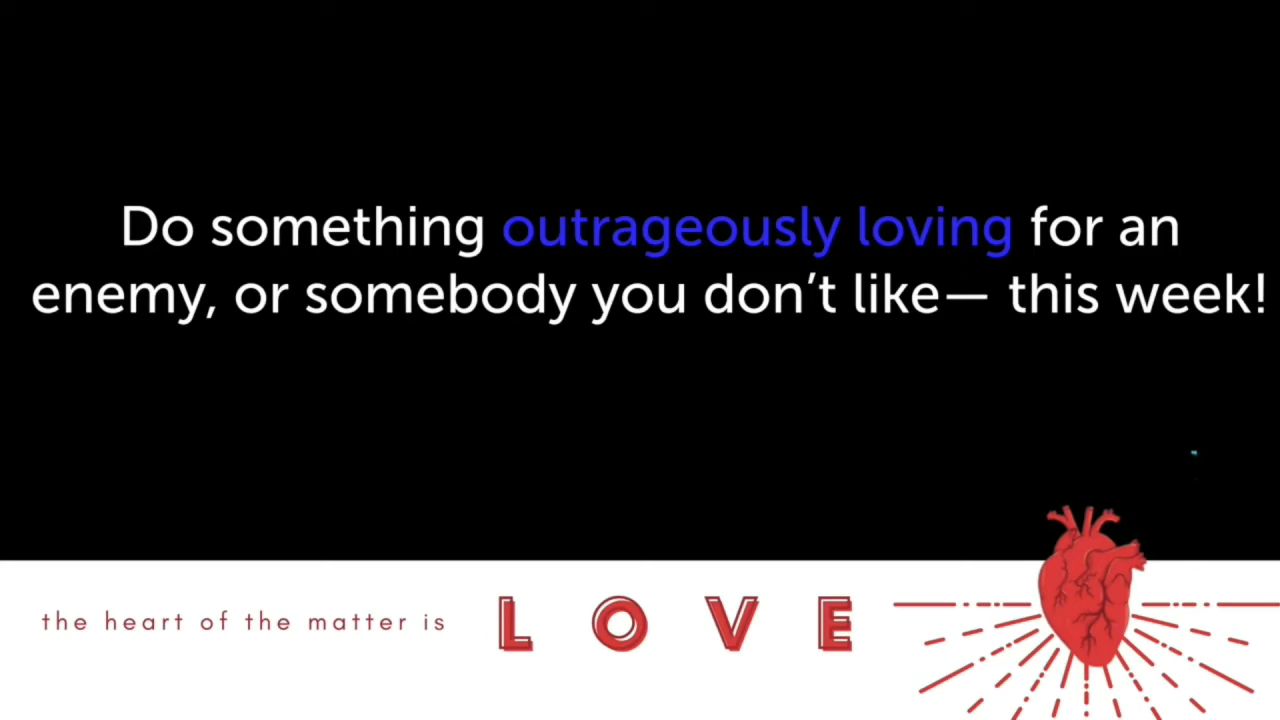 Do something outrageously loving for an
enemy, or somebody you don’t like— this week!
the heart of the matter is LOVE